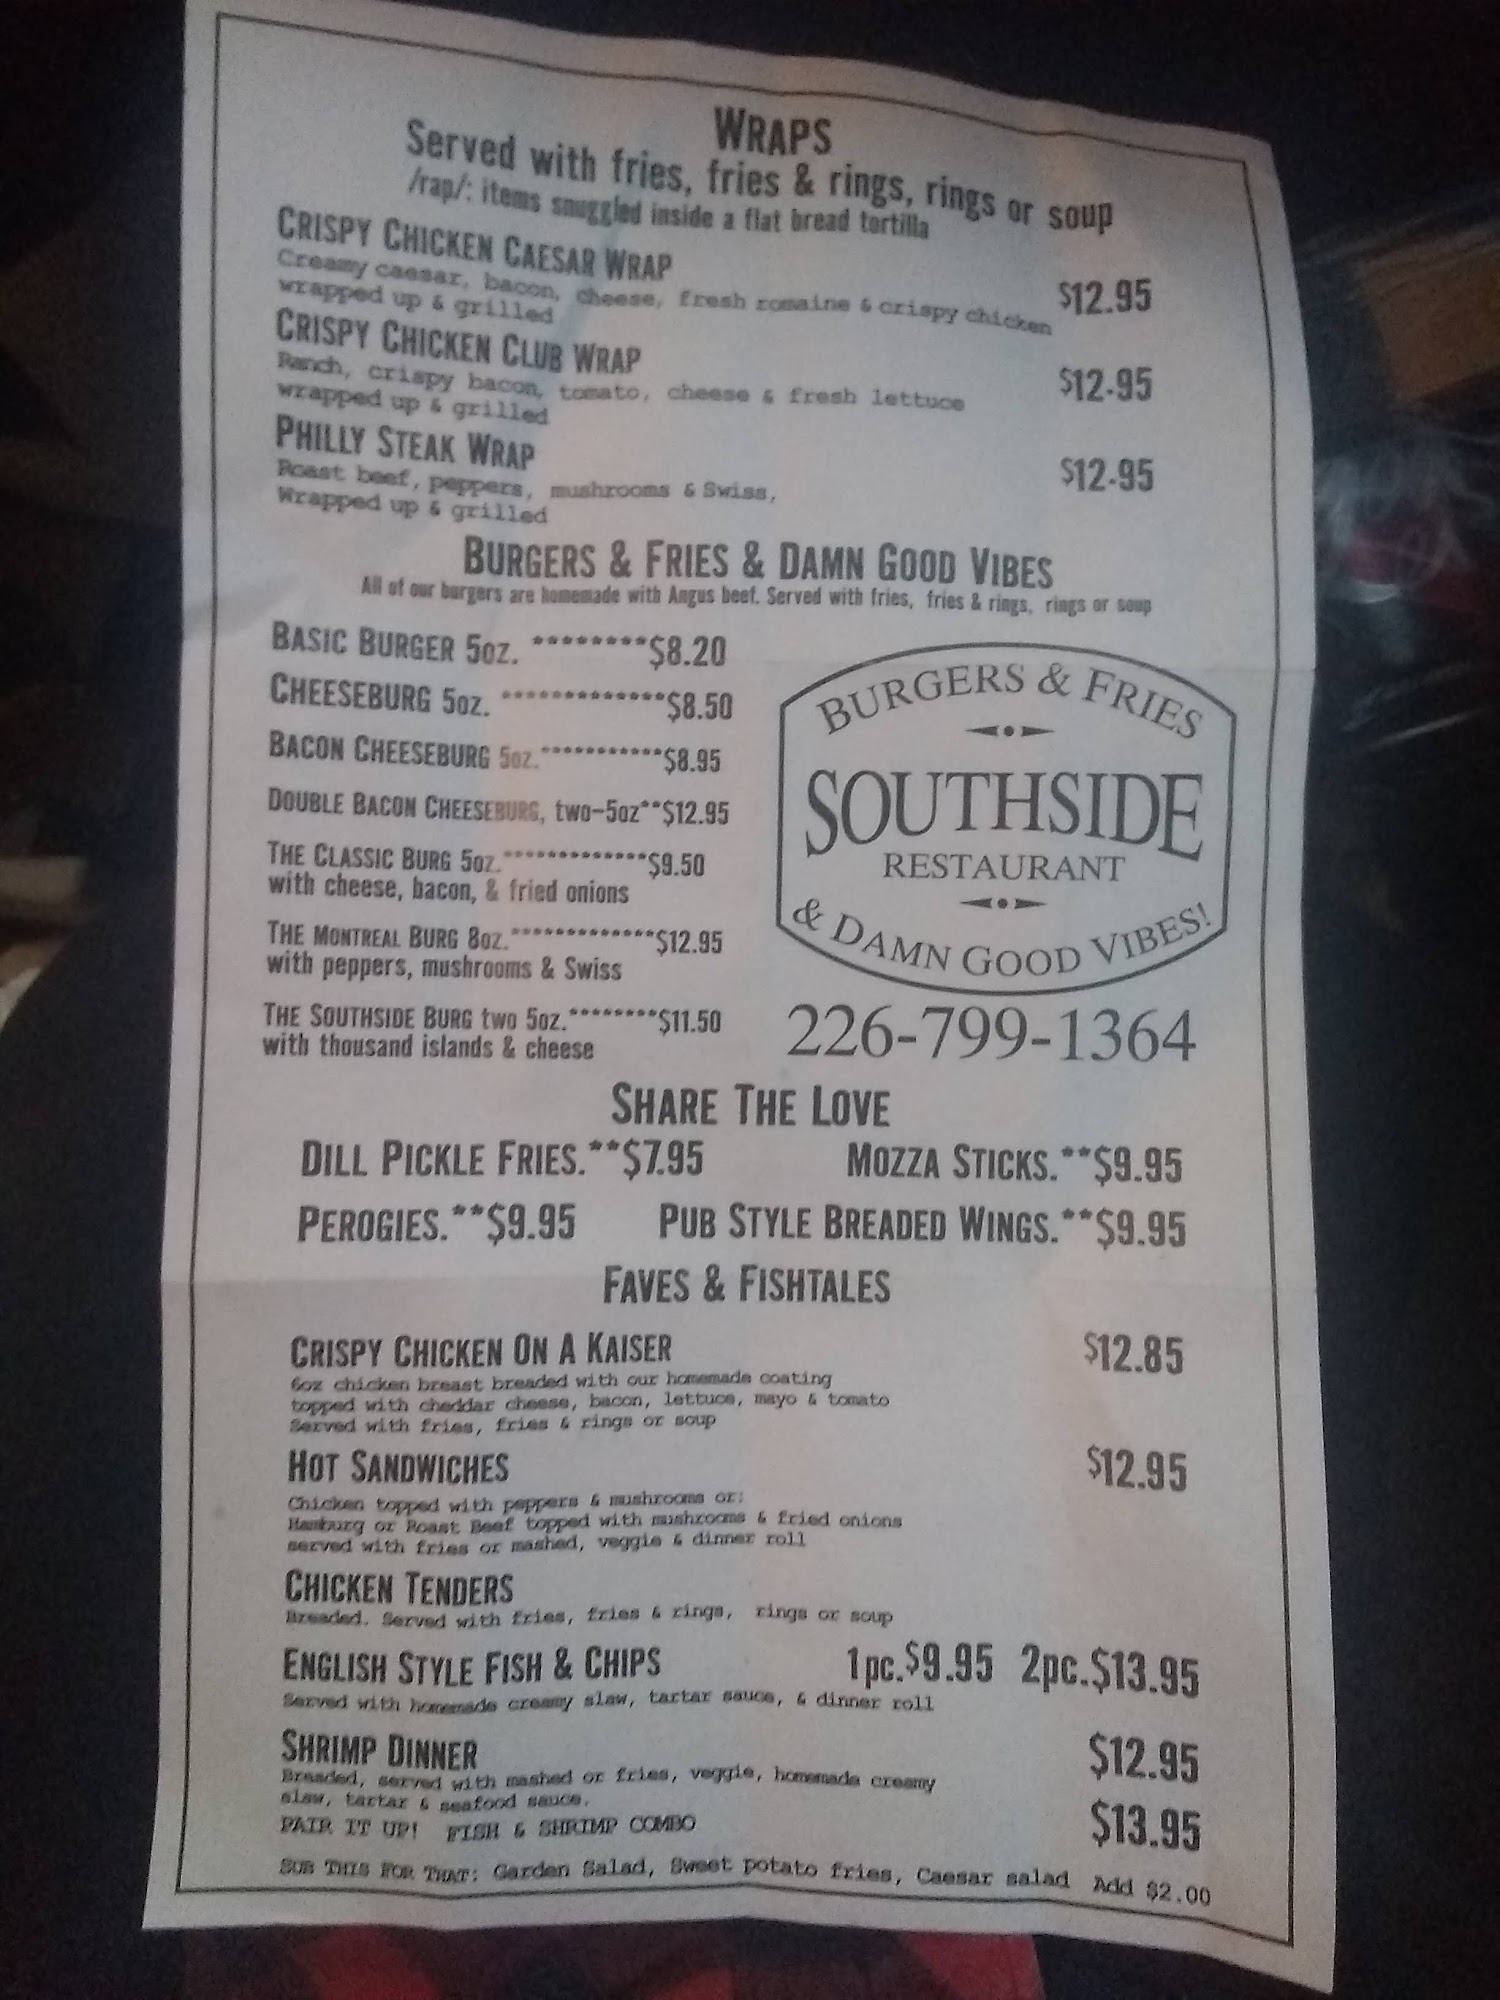 WRAPS
Served with fries, fries & rings, rings or soup
/rap/: items snuggled inside a flat bread tortilla
CRISPY CHICKEN CAESAR WRAP $12.95
Creamy caesar, bacon, cheese, fresh romaine & crispy chicken
wrapped up & grilled
CRISPY CHICKEN CLUB WRAP $12.95
Ranch, crispy bacon, tomato, cheese & fresh lettuce
wrapped up & grilled
PHILLY STEAK WRAP $12.95
Roast beef, peppers, mushrooms & Swiss,
Wrapped up & grilled
BURGERS & FRIES & DAMN GOOD VIBES
All of our burgers are homemade with Angus beef. Served with fries, fries & rings, rings or soup
BASIC BURGER 5oz. ********$8.20
CHEESEBURG 5oz. *************$8.50
BACON CHEESEBURG 5oz.***********$8.95
DOUBLE BACON CHEESEBURG, two-5oz**$12.95
THE CLASSIC BURG 5oz.*************$9.50
with cheese, bacon, & fried onions
THE MONTREAL BURG 8oz.*************$12.95
with peppers, mushrooms & Swiss
THE SOUTHSIDE BURG two 5oz.********$11.50
with thousand islands & cheese
BURGERS & FRIES
SOUTHSIDE
RESTAURANT
& DAMN GOOD VIBES!
226-799-1364
SHARE THE LOVE
DILL PICKLE FRIES.**$7.95 MOZZA STICKS.**$9.95
PEROGIES.**$9.95 PUB STYLE BREADED WINGS.**$9.95
FAVES & FISHTALES
CRISPY CHICKEN ON A KAISER $12.85
6oz chicken breast breaded with our homemade coating
topped with cheddar cheese, bacon, lettuce, mayo & tomato
Served with fries, fries & rings or soup
HOT SANDWICHES $12.95
Chicken topped with peppers & mushrooms or:
Hamburg or Roast Beef topped with mushrooms & fried onions
served with fries or mashed, veggie & dinner roll
CHICKEN TENDERS
Breaded. Served with fries, fries & rings, rings or soup
ENGLISH STYLE FISH & CHIPS 1pc.$9.95 2pc.$13.95
Served with homemade creamy slaw, tartar sauce, & dinner roll
SHRIMP DINNER $12.95
Breaded, served with mashed or fries, veggie, homemade creamy
slaw, tartar & seafood sauce.
PAIR IT UP! FISH & SHRIMP COMBO $13.95
SUB THIS FOR THAT: Garden Salad, Sweet potato fries, Caesar salad Add $2.00